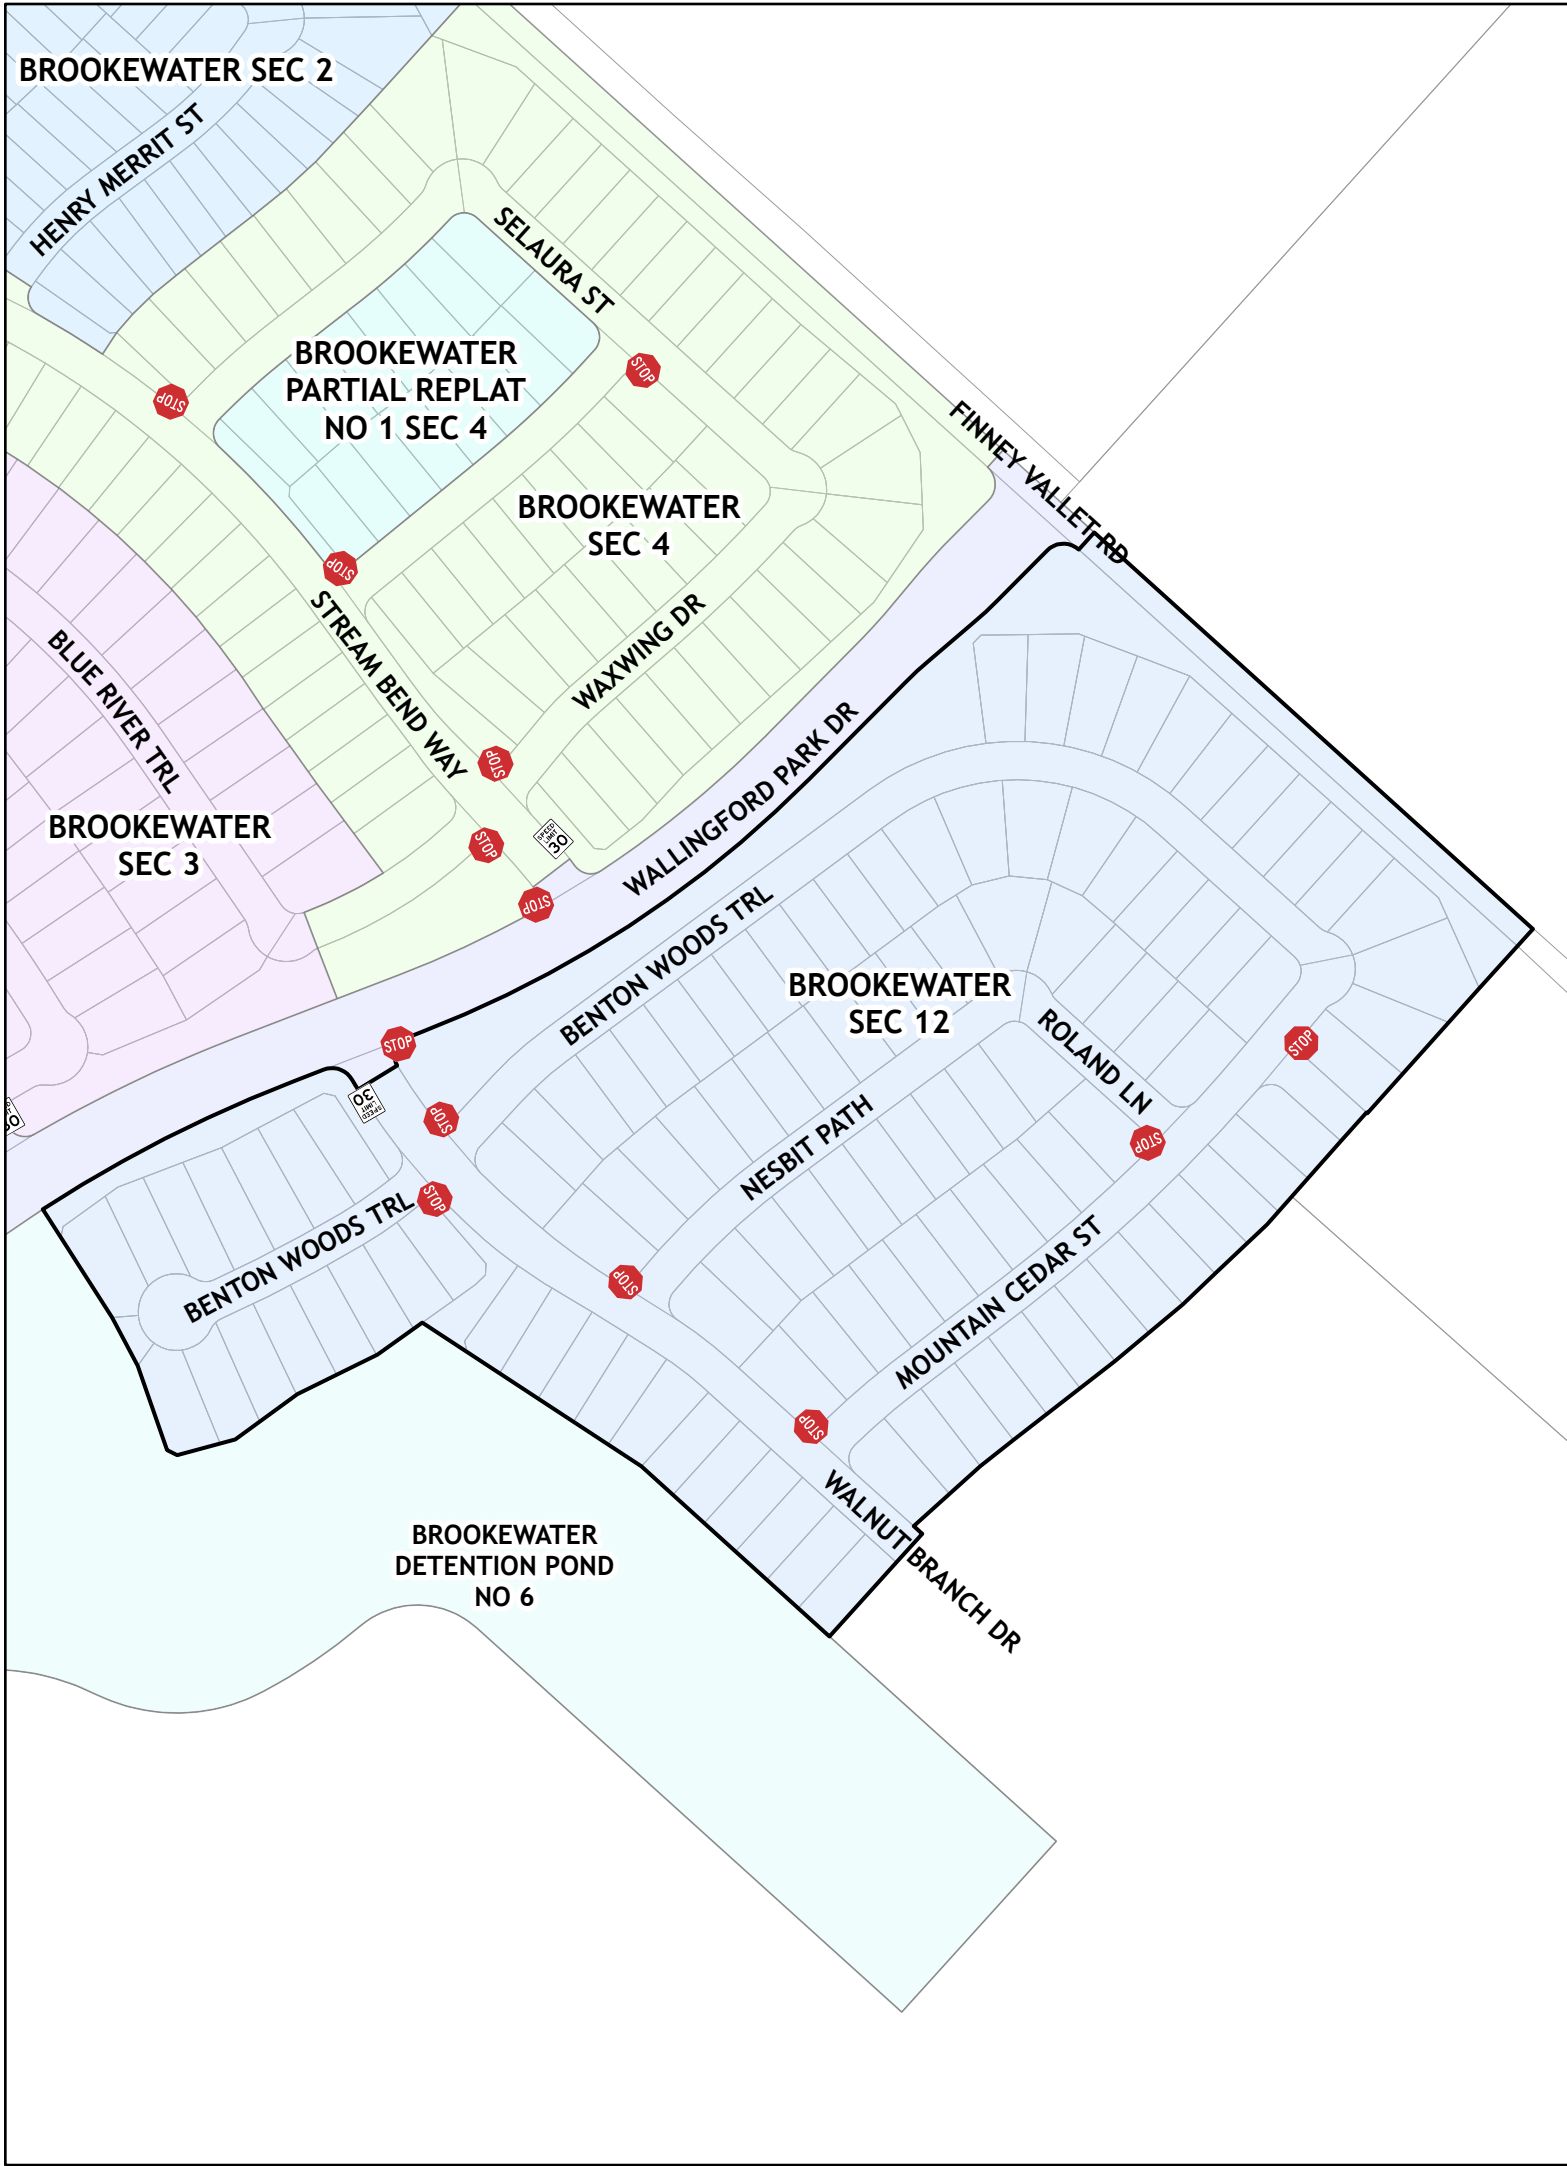 BROOKEWATER SEC 2
HENRY MERRIT ST
SELAURA ST
STOP
STOP
BROOKEWATER
PARTIAL REPLAT
NO 1 SEC 4
FINNEY VALLET RD
BROOKEWATER
SEC 4
STOP
STREAM BEND WAY
WAXWING DR
BLUE RIVER TRL
WALLINGFORD PARK DR
STOP
BROOKEWATER
SEC 3
STOP
SPEED
LIMIT
30
STOP
BENTON WOODS TRL
BROOKEWATER
SEC 12
ROLAND LN
STOP
STOP
SPEED
LIMIT
30
STOP
NESBIT PATH
STOP
STOP
BENTON WOODS TRL
MOUNTAIN CEDAR ST
STOP
STOP
WALNUT BRANCH DR
BROOKEWATER
DETENTION POND
NO 6